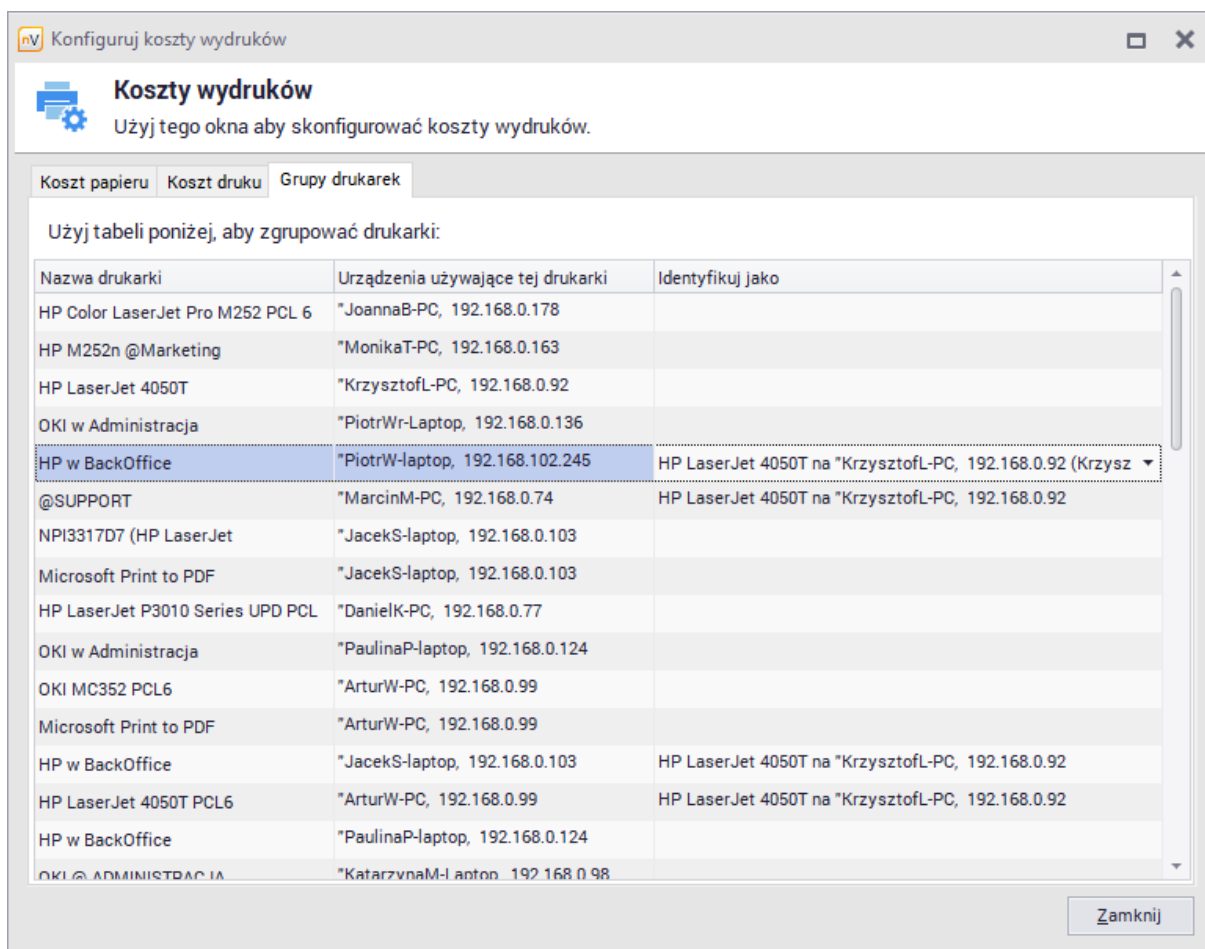 nV Konfiguruj koszty wydruków
Koszty wydruków
Użyj tego okna aby skonfigurować koszty wydruków.
Koszt papieru Koszt druku Grupy drukarek
Użyj tabeli poniżej, aby zgrupować drukarki:
Nazwa drukarki Urządzenia używające tej drukarki Identyfikuj jako
HP Color LaserJet Pro M252 PCL 6 "JoannaB-PC, 192.168.0.178
HP M252n @Marketing "MonikaT-PC, 192.168.0.163
HP LaserJet 4050T "KrzysztofL-PC, 192.168.0.92
OKI w Administracja "PiotrWr-Laptop, 192.168.0.136
HP w BackOffice "PiotrW-laptop, 192.168.102.245 HP LaserJet 4050T na "KrzysztofL-PC, 192.168.0.92 (Krzysz
@SUPPORT "MarcinM-PC, 192.168.0.74 HP LaserJet 4050T na "KrzysztofL-PC, 192.168.0.92
NPI3317D7 (HP LaserJet "JacekS-laptop, 192.168.0.103
Microsoft Print to PDF "JacekS-laptop, 192.168.0.103
HP LaserJet P3010 Series UPD PCL "DanielK-PC, 192.168.0.77
OKI w Administracja "PaulinaP-laptop, 192.168.0.124
OKI MC352 PCL6 "ArturW-PC, 192.168.0.99
Microsoft Print to PDF "ArturW-PC, 192.168.0.99
HP w BackOffice "JacekS-laptop, 192.168.0.103 HP LaserJet 4050T na "KrzysztofL-PC, 192.168.0.92
HP LaserJet 4050T PCL6 "ArturW-PC, 192.168.0.99 HP LaserJet 4050T na "KrzysztofL-PC, 192.168.0.92
HP w BackOffice "PaulinaP-laptop, 192.168.0.124
OKI @ ADMINISTRACJA "KatarzynaM-Laptop, 192.168.0.98
Zamknij